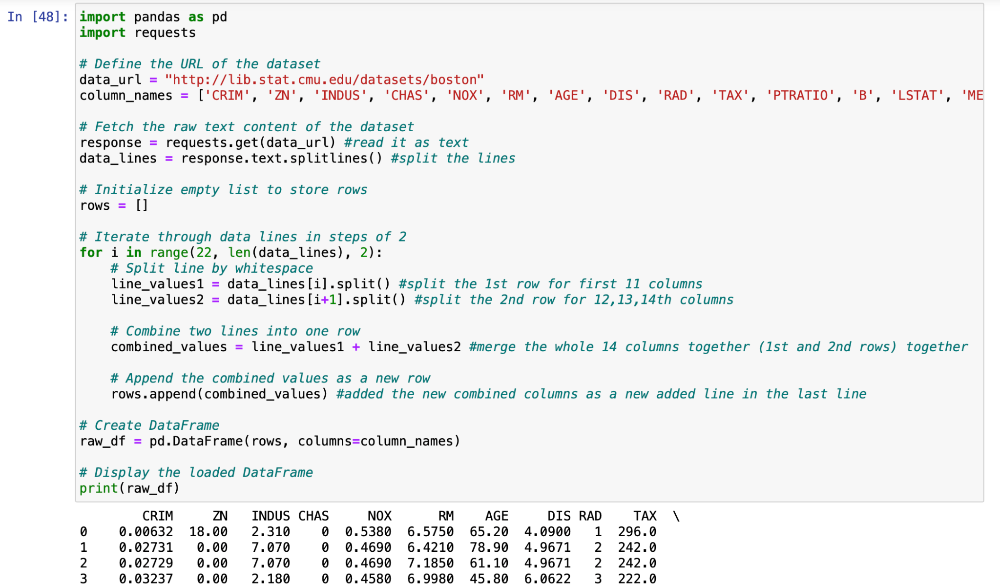 In [48]: import pandas as pd
import requests
# Define the URL of the dataset
data_url = "http://lib.stat.cmu.edu/datasets/boston"
column_names = ['CRIM', 'ZN', 'INDUS', 'CHAS', 'NOX', 'RM', 'AGE', 'DIS', 'RAD', 'TAX', 'PTRATIO', 'B', 'LSTAT', 'ME
# Fetch the raw text content of the dataset
response = requests.get(data_url) #read it as text
data_lines = response.text.splitlines() #split the lines
# Initialize empty list to store rows
rows = []
# Iterate through data lines in steps of 2
for i in range(22, len(data_lines), 2):
    # Split line by whitespace
    line_values1 = data_lines[i].split() #split the 1st row for first 11 columns
    line_values2 = data_lines[i+1].split() #split the 2nd row for 12,13,14th columns
    # Combine two lines into one row
    combined_values = line_values1 + line_values2 #merge the whole 14 columns together (1st and 2nd rows) together
    # Append the combined values as a new row
    rows.append(combined_values) #added the new combined columns as a new added line in the last line
# Create DataFrame
raw_df = pd.DataFrame(rows, columns=column_names)
# Display the loaded DataFrame
print(raw_df)
CRIM ZN INDUS CHAS NOX RM AGE DIS RAD TAX \
0 0.00632 18.00 2.310 0 0.5380 6.5750 65.20 4.0900 1 296.0
1 0.02731 0.00 7.070 0 0.4690 6.4210 78.90 4.9671 2 242.0
2 0.02729 0.00 7.070 0 0.4690 7.1850 61.10 4.9671 2 242.0
3 0.03237 0.00 2.180 0 0.4580 6.9980 45.80 6.0622 3 222.0